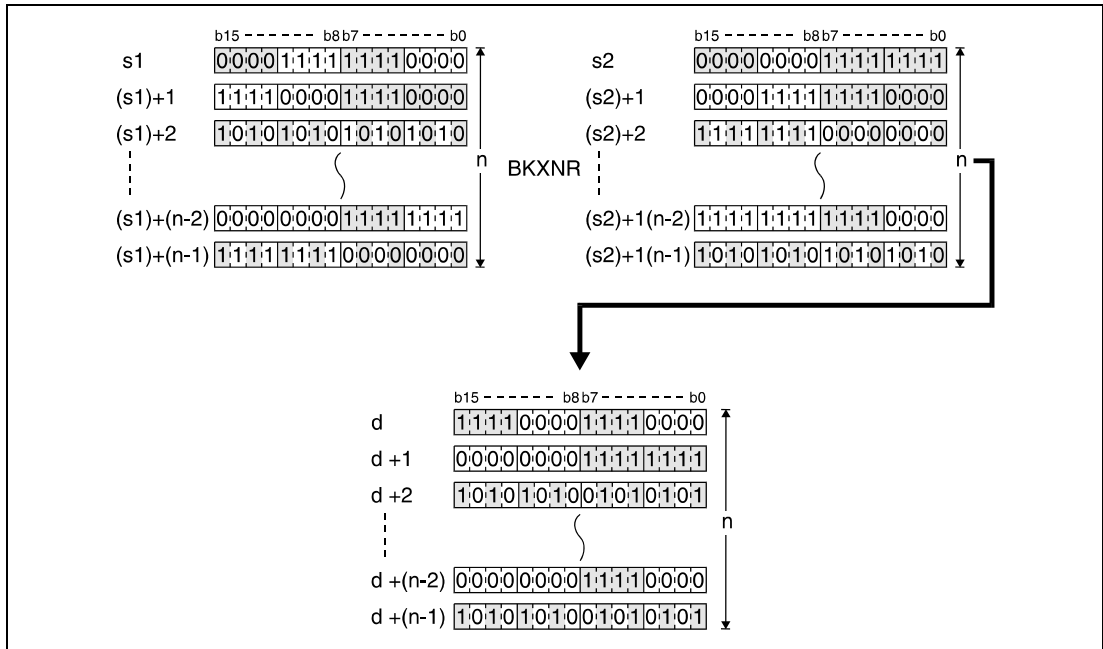 b15 ------ b8 b7 ------ b0
s1 0000111111110000
(s1)+1 1111000011110000
(s1)+2 1010101010101010
(s1)+(n-2) 0000000011111111
(s1)+(n-1) 1111111100000000
n
BKXNR
b15 ------ b8 b7 ------ b0
s2 0000000011111111
(s2)+1 0000111111110000
(s2)+2 1111111100000000
(s2)+1(n-2) 1111111111110000
(s2)+1(n-1) 1010101010101010
n
b15 ------ b8 b7 ------ b0
d 1111000011110000
d +1 0000000011111111
d +2 1010101001010101
d +(n-2) 0000000011110000
d +(n-1) 1010101001010101
n